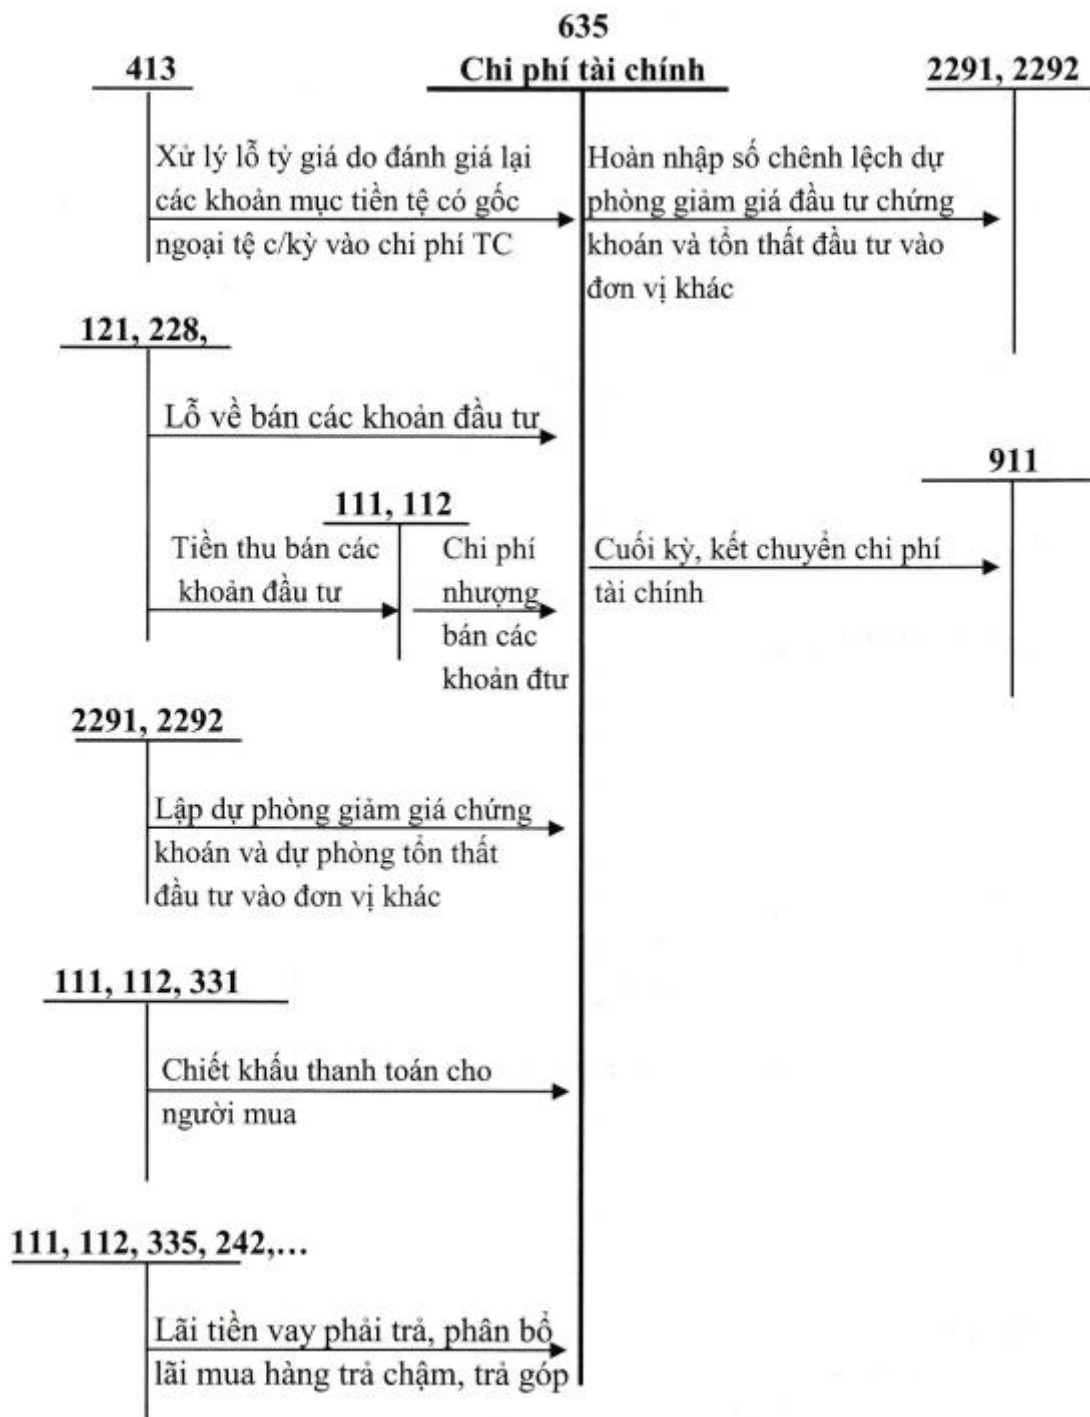 635
413
Chi phí tài chính
2291, 2292
Xử lý lỗ tỷ giá do đánh giá lại
các khoản mục tiền tệ có gốc
ngoại tệ c/kỳ vào chi phí TC
Hoàn nhập số chênh lệch dự
phòng giảm giá đầu tư chứng
khoán và tổn thất đầu tư vào
đơn vị khác
121, 228,
Lỗ về bán các khoản đầu tư
111, 112
Tiền thu bán các
khoản đầu tư
Chi phí
nhượng
bán các
khoản đtư
911
Cuối kỳ, kết chuyển chi phí
tài chính
2291, 2292
Lập dự phòng giảm giá chứng
khoán và dự phòng tổn thất
đầu tư vào đơn vị khác
111, 112, 331
Chiết khấu thanh toán cho
người mua
111, 112, 335, 242,...
Lãi tiền vay phải trả, phân bổ
lãi mua hàng trả chậm, trả góp